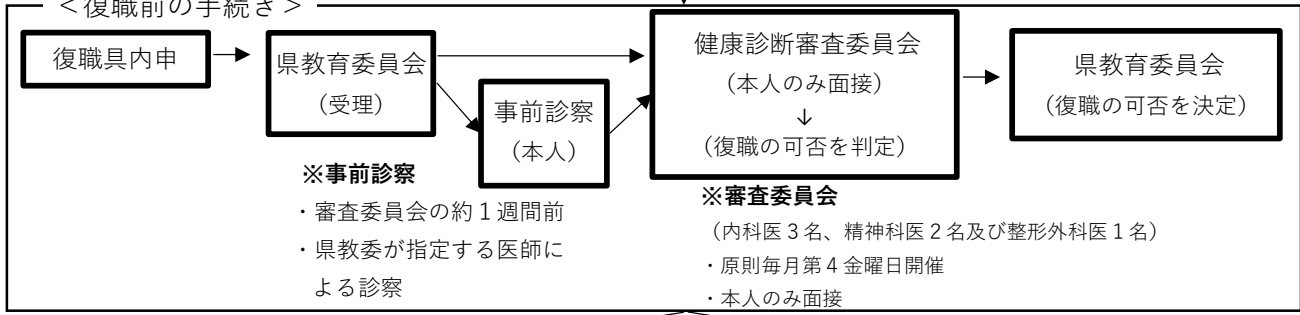 ＜復職前の手続き＞
復職具内申
県教育委員会
（受理）
事前診察
（本人）
健康診断審査委員会
（本人のみ面接）
↓
（復職の可否を判定）
県教育委員会
（復職の可否を決定）
※事前診察
・審査委員会の約１週間前
・県教委が指定する医師に
よる診察
※審査委員会
（内科医３名、精神科医２名及び整形外科医１名）
・原則毎月第４金曜日開催
・本人のみ面接